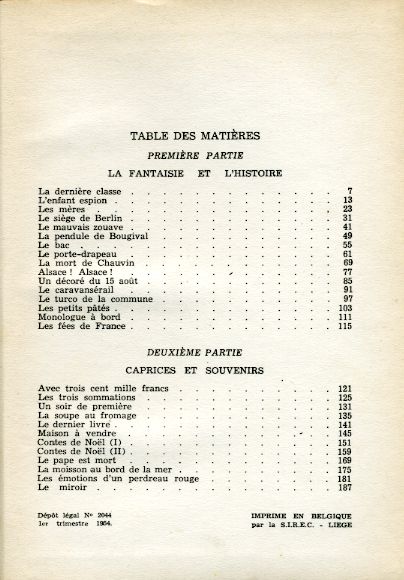 TABLE DES MATIÈRES
PREMIÈRE PARTIE
LA FANTAISIE ET L'HISTOIRE
La dernière classe . . . . . . . . . . . . . 7
L'enfant espion . . . . . . . . . . . . . 13
Les mères . . . . . . . . . . . . . 23
Le siège de Berlin . . . . . . . . . . . . . 31
Le mauvais zouave . . . . . . . . . . . . . 41
La pendule de Bougival . . . . . . . . . . . . 49
Le bac . . . . . . . . . . . . . 55
Le porte-drapeau . . . . . . . . . . . . . 61
La mort de Chauvin . . . . . . . . . . . . 69
Alsace ! Alsace ! . . . . . . . . . . . . . 77
Un décoré du 15 août . . . . . . . . . . . . 85
Le caravansérail . . . . . . . . . . . . . 91
Le turco de la commune . . . . . . . . . . . 97
Les petits pâtés . . . . . . . . . . . . . 103
Monologue à bord . . . . . . . . . . . . . 111
Les fées de France . . . . . . . . . . . . . 115
DEUXIÈME PARTIE
CAPRICES ET SOUVENIRS
Avec trois cent mille francs . . . . . . . . . . 121
Les trois sommations . . . . . . . . . . . . 125
Un soir de première . . . . . . . . . . . . 131
La soupe au fromage . . . . . . . . . . . . 135
Le dernier livre . . . . . . . . . . . . . 141
Maison à vendre . . . . . . . . . . . . . 145
Contes de Noël (I) . . . . . . . . . . . . . 151
Contes de Noël (II) . . . . . . . . . . . . . 159
Le pape est mort . . . . . . . . . . . . . 169
La moisson au bord de la mer . . . . . . . . . . 175
Les émotions d'un perdreau rouge . . . . . . . . . 181
Le miroir . . . . . . . . . . . . . 187
Dépôt légal N° 2044
1er trimestre 1954.
IMPRIME EN BELGIQUE
par la S.I.R.E.C. - LIEGE